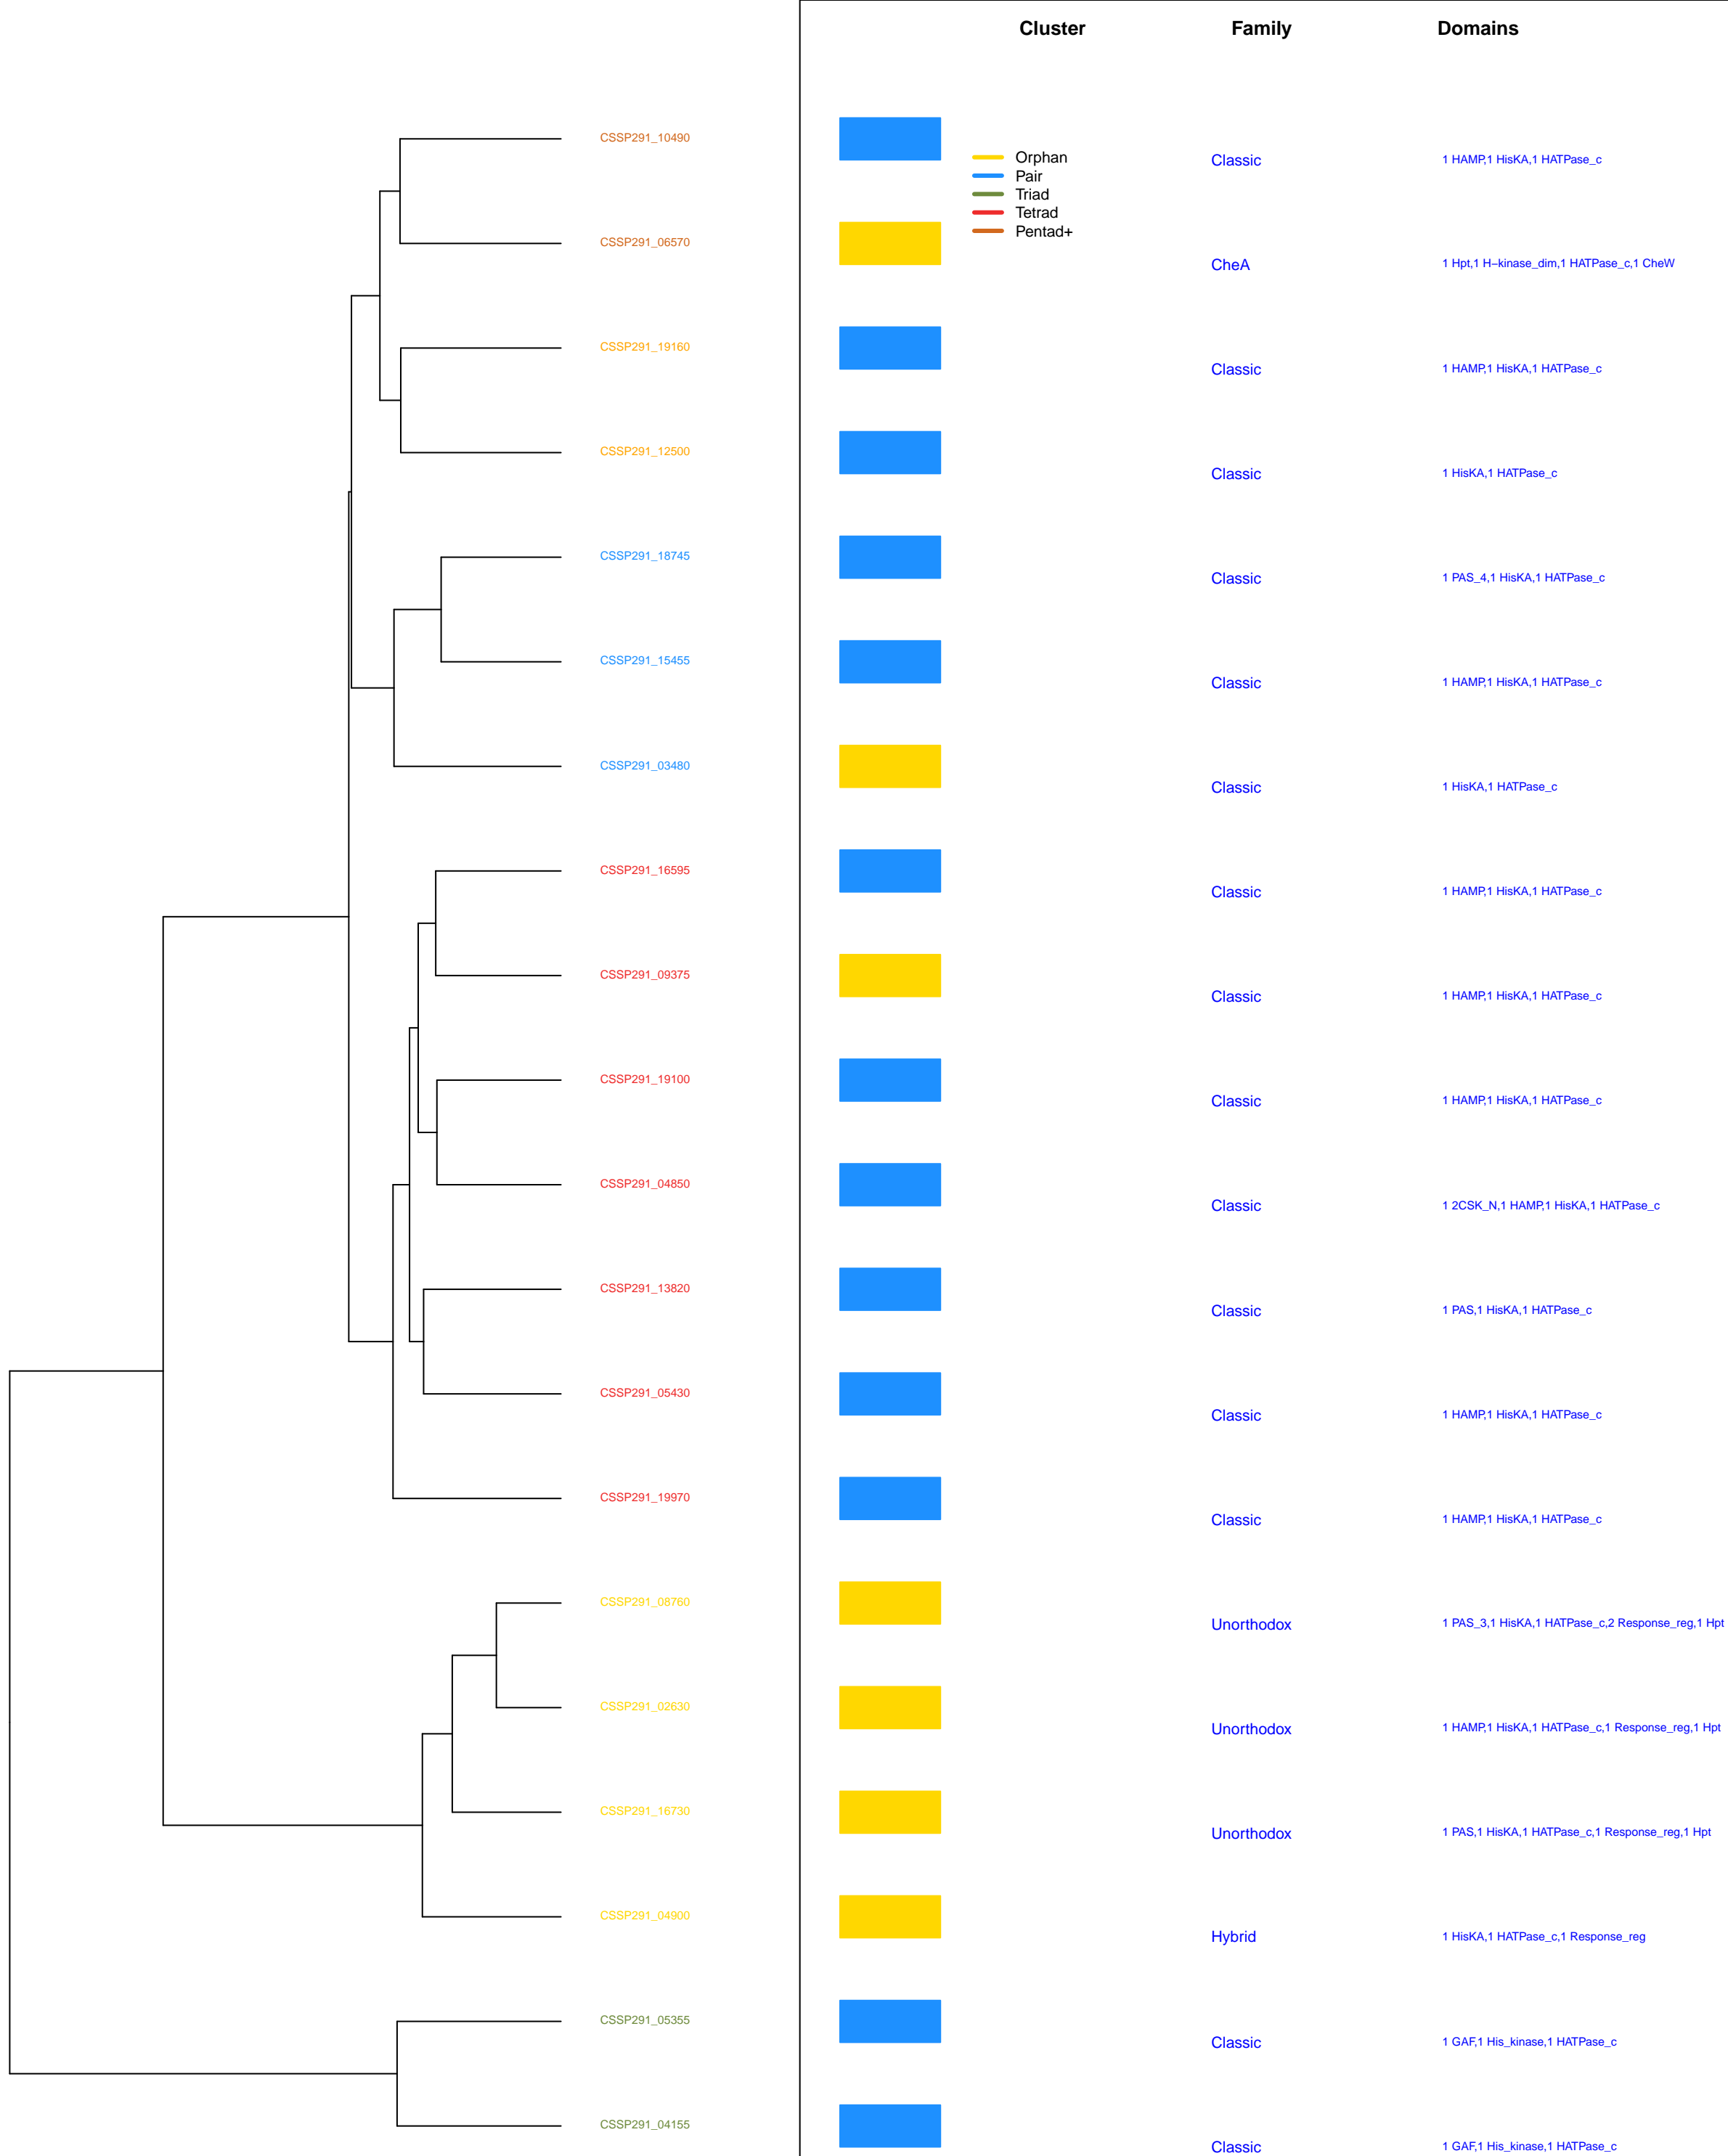 Cluster Family Domains
CSSP291_10490
Orphan
Classic 1 HAMP,1 HisKA,1 HATPase_c
Pair
Triad
Tetrad
Pentad+
CSSP291_06570
CheA 1 Hpt,1 H−kinase_dim,1 HATPase_c,1 CheW
CSSP291_19160
Classic 1 HAMP,1 HisKA,1 HATPase_c
CSSP291_12500
Classic 1 HisKA,1 HATPase_c
CSSP291_18745
Classic 1 PAS_4,1 HisKA,1 HATPase_c
CSSP291_15455
Classic 1 HAMP,1 HisKA,1 HATPase_c
CSSP291_03480
Classic 1 HisKA,1 HATPase_c
CSSP291_16595
Classic 1 HAMP,1 HisKA,1 HATPase_c
CSSP291_09375
Classic 1 HAMP,1 HisKA,1 HATPase_c
CSSP291_19100
Classic 1 HAMP,1 HisKA,1 HATPase_c
CSSP291_04850
Classic 1 2CSK_N,1 HAMP,1 HisKA,1 HATPase_c
CSSP291_13820
Classic 1 PAS,1 HisKA,1 HATPase_c
CSSP291_05430
Classic 1 HAMP,1 HisKA,1 HATPase_c
CSSP291_19970
Classic 1 HAMP,1 HisKA,1 HATPase_c
CSSP291_08760
Unorthodox 1 PAS_3,1 HisKA,1 HATPase_c,2 Response_reg,1 Hpt
CSSP291_02630
Unorthodox 1 HAMP,1 HisKA,1 HATPase_c,1 Response_reg,1 Hpt
CSSP291_16730
Unorthodox 1 PAS,1 HisKA,1 HATPase_c,1 Response_reg,1 Hpt
CSSP291_04900
Hybrid 1 HisKA,1 HATPase_c,1 Response_reg
CSSP291_05355
Classic 1 GAF,1 His_kinase,1 HATPase_c
CSSP291_04155
Classic 1 GAF,1 His_kinase,1 HATPase_c